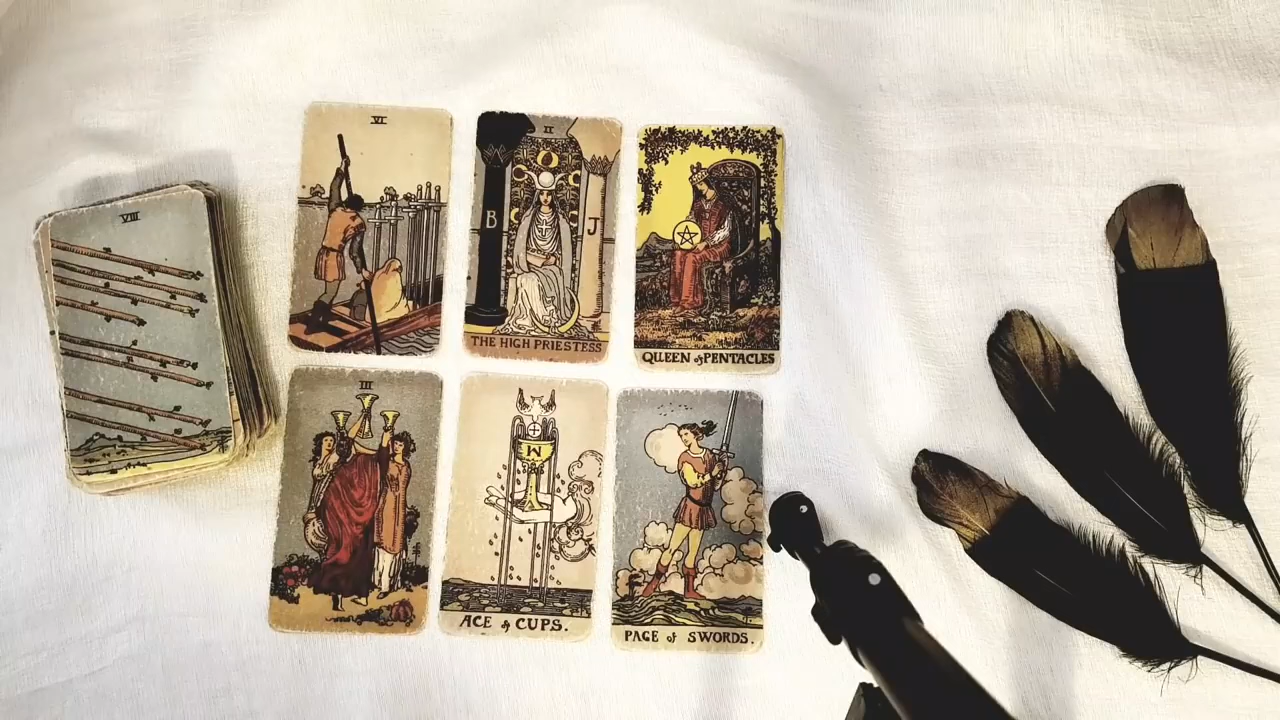 VIII
VI
II
B
J
THE HIGH PRIESTESS
QUEEN of PENTACLES
III
W
ACE of CUPS.
PAGE of SWORDS.